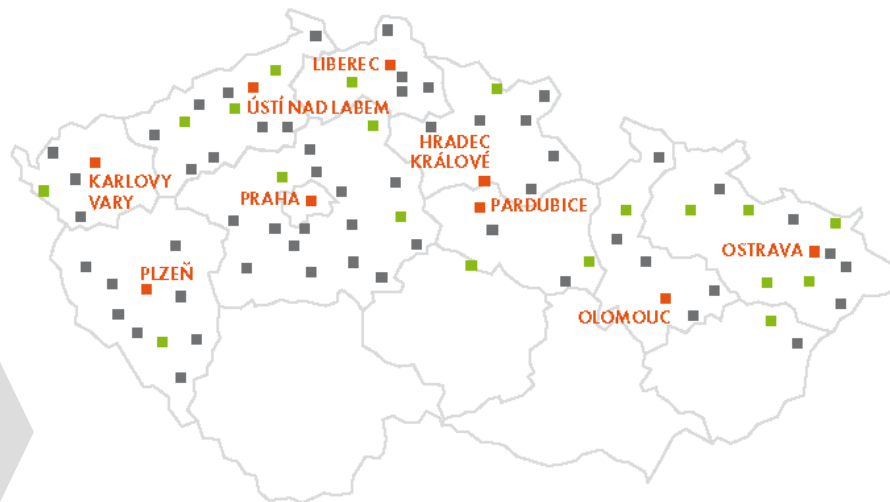 LIBEREC
ÚSTÍ NAD LABEM
HRADEC
KRÁLOVÉ
KARLOVY
VARY
PRAHA
PARDUBICE
OSTRAVA
PLZEŇ
OLOMOUC